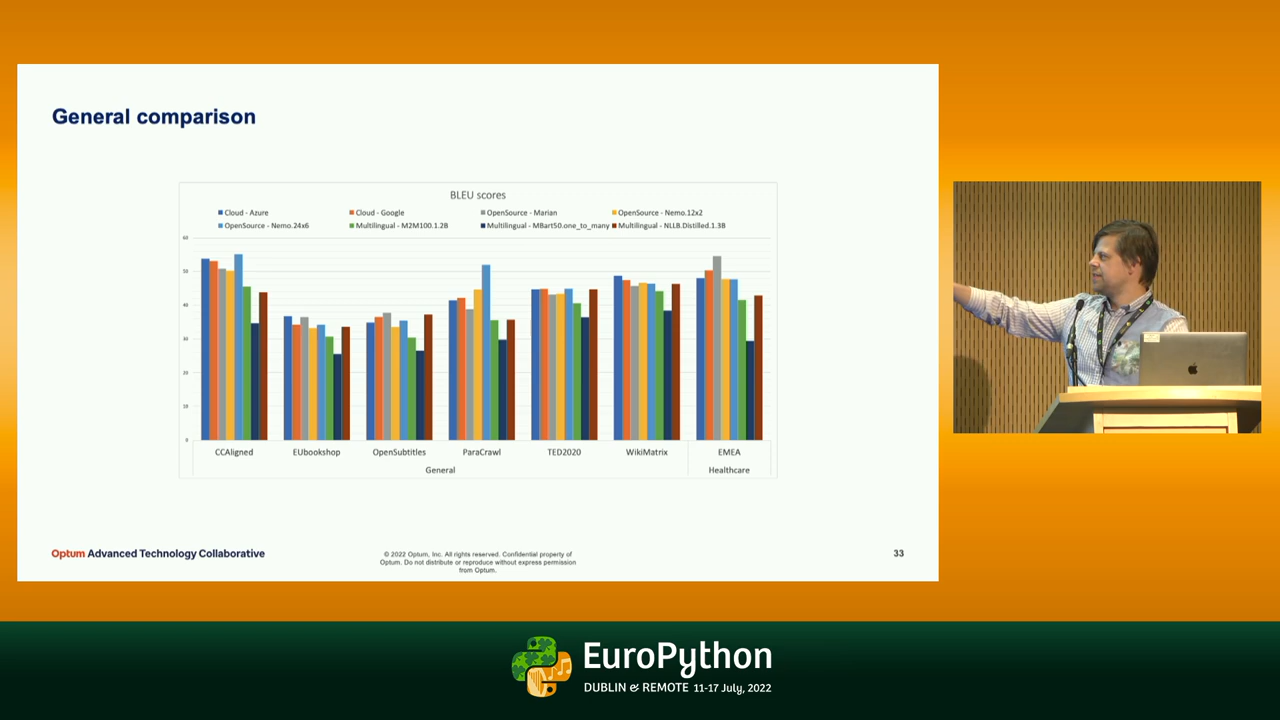 General comparison
BLEU scores
Cloud - Azure
Cloud - Google
OpenSource - Marian
OpenSource - Nemo.12x2
OpenSource - Nemo.24x6
Multilingual - M2M100.1.2B
Multilingual - MBart50.one_to_many
Multilingual - NLLB.Distilled.1.3B
60
50
40
30
20
10
0
CCAligned
EUbookshop
OpenSubtitles
ParaCrawl
TED2020
WikiMatrix
EMEA
General
Healthcare
Optum Advanced Technology Collaborative
© 2022 Optum, Inc. All rights reserved. Confidential property of
Optum. Do not distribute or reproduce without express permission
from Optum.
33
EuroPython
DUBLIN & REMOTE 11-17 July, 2022